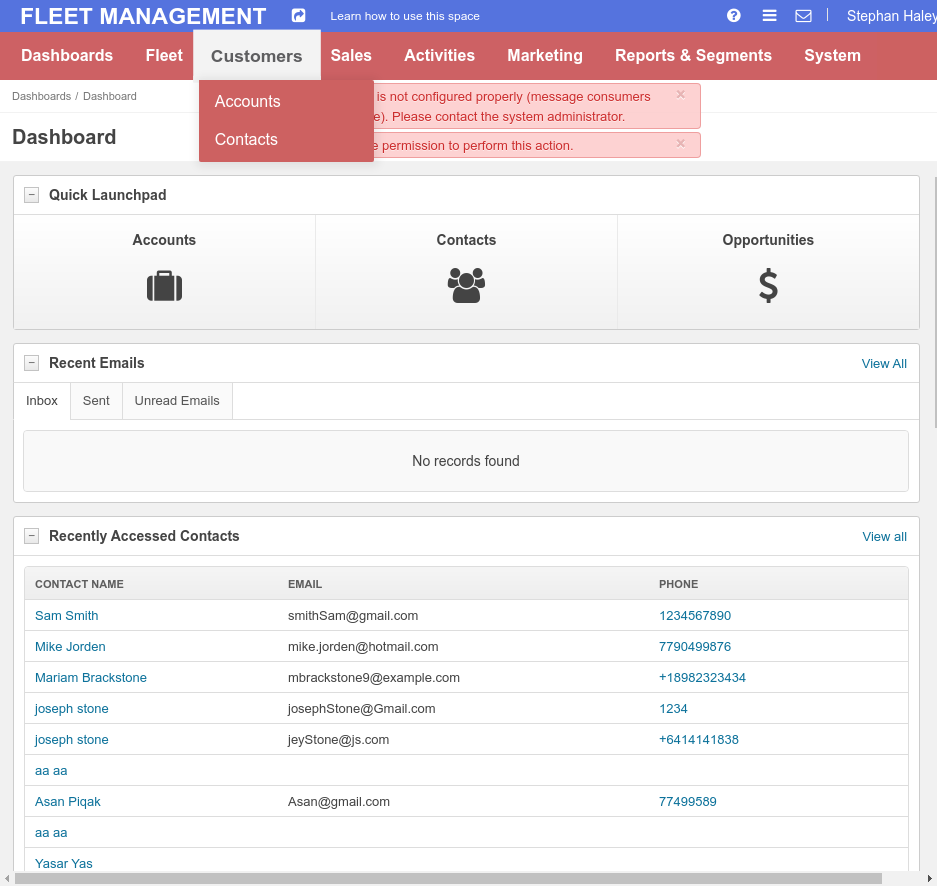 FLEET MANAGEMENT
Learn how to use this space
Stephan Haley
Dashboards Fleet Customers Sales Activities Marketing Reports & Segments System
Accounts
Contacts
Dashboards / Dashboard
is not configured properly (message consumers
e). Please contact the system administrator.
×
Dashboard
e permission to perform this action.
×
Quick Launchpad
Accounts
Contacts
Opportunities
Recent Emails
View All
Inbox Sent Unread Emails
No records found
Recently Accessed Contacts
View all
CONTACT NAME EMAIL PHONE
Sam Smith smithSam@gmail.com 1234567890
Mike Jorden mike.jorden@hotmail.com 7790499876
Mariam Brackstone mbrackstone9@example.com +18982323434
joseph stone josephStone@Gmail.com 1234
joseph stone jeyStone@js.com +6414141838
aa aa
Asan Piqak Asan@gmail.com 77499589
aa aa
Yasar Yas